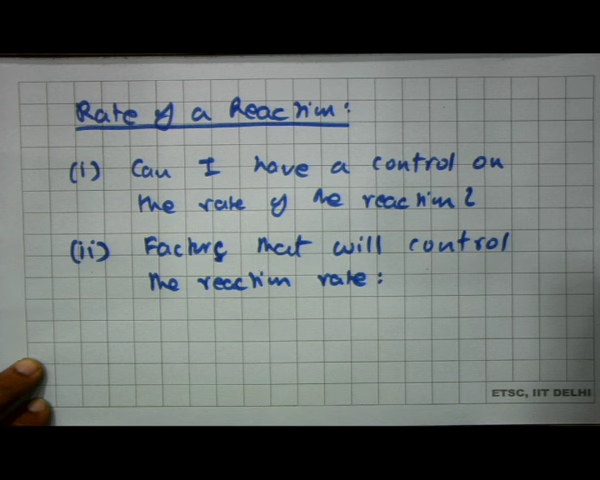 Rate of a Reaction:
(i) Can I have a control on
the rate of the reaction?
(ii) Factors that will control
the reaction rate:
ETSC, IIT DELHI